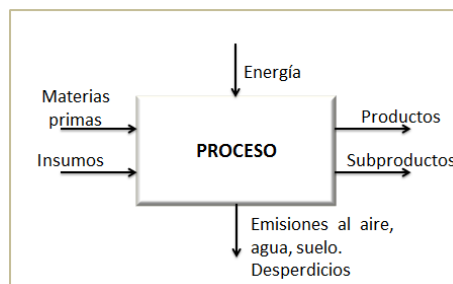 Energía
Materias
primas
Insumos
PROCESO
Productos
Subproductos
Emisiones al aire,
agua, suelo.
Desperdicios